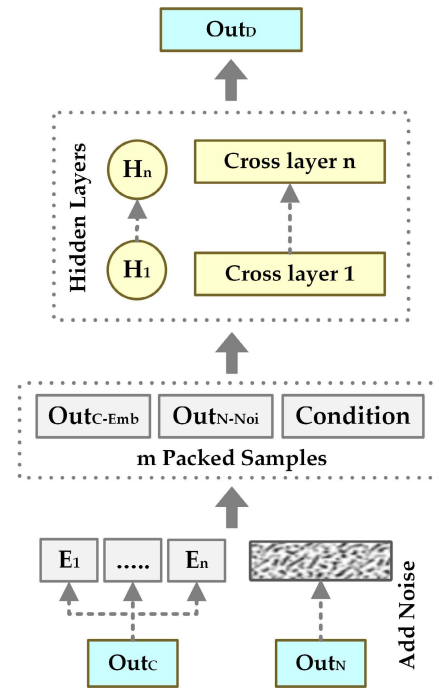 OutD
Hidden Layers
Hn
Cross layer n
H1
Cross layer 1
OutC-Emb
OutN-Noi
Condition
m Packed Samples
E1
.....
En
Add Noise
OutC
OutN